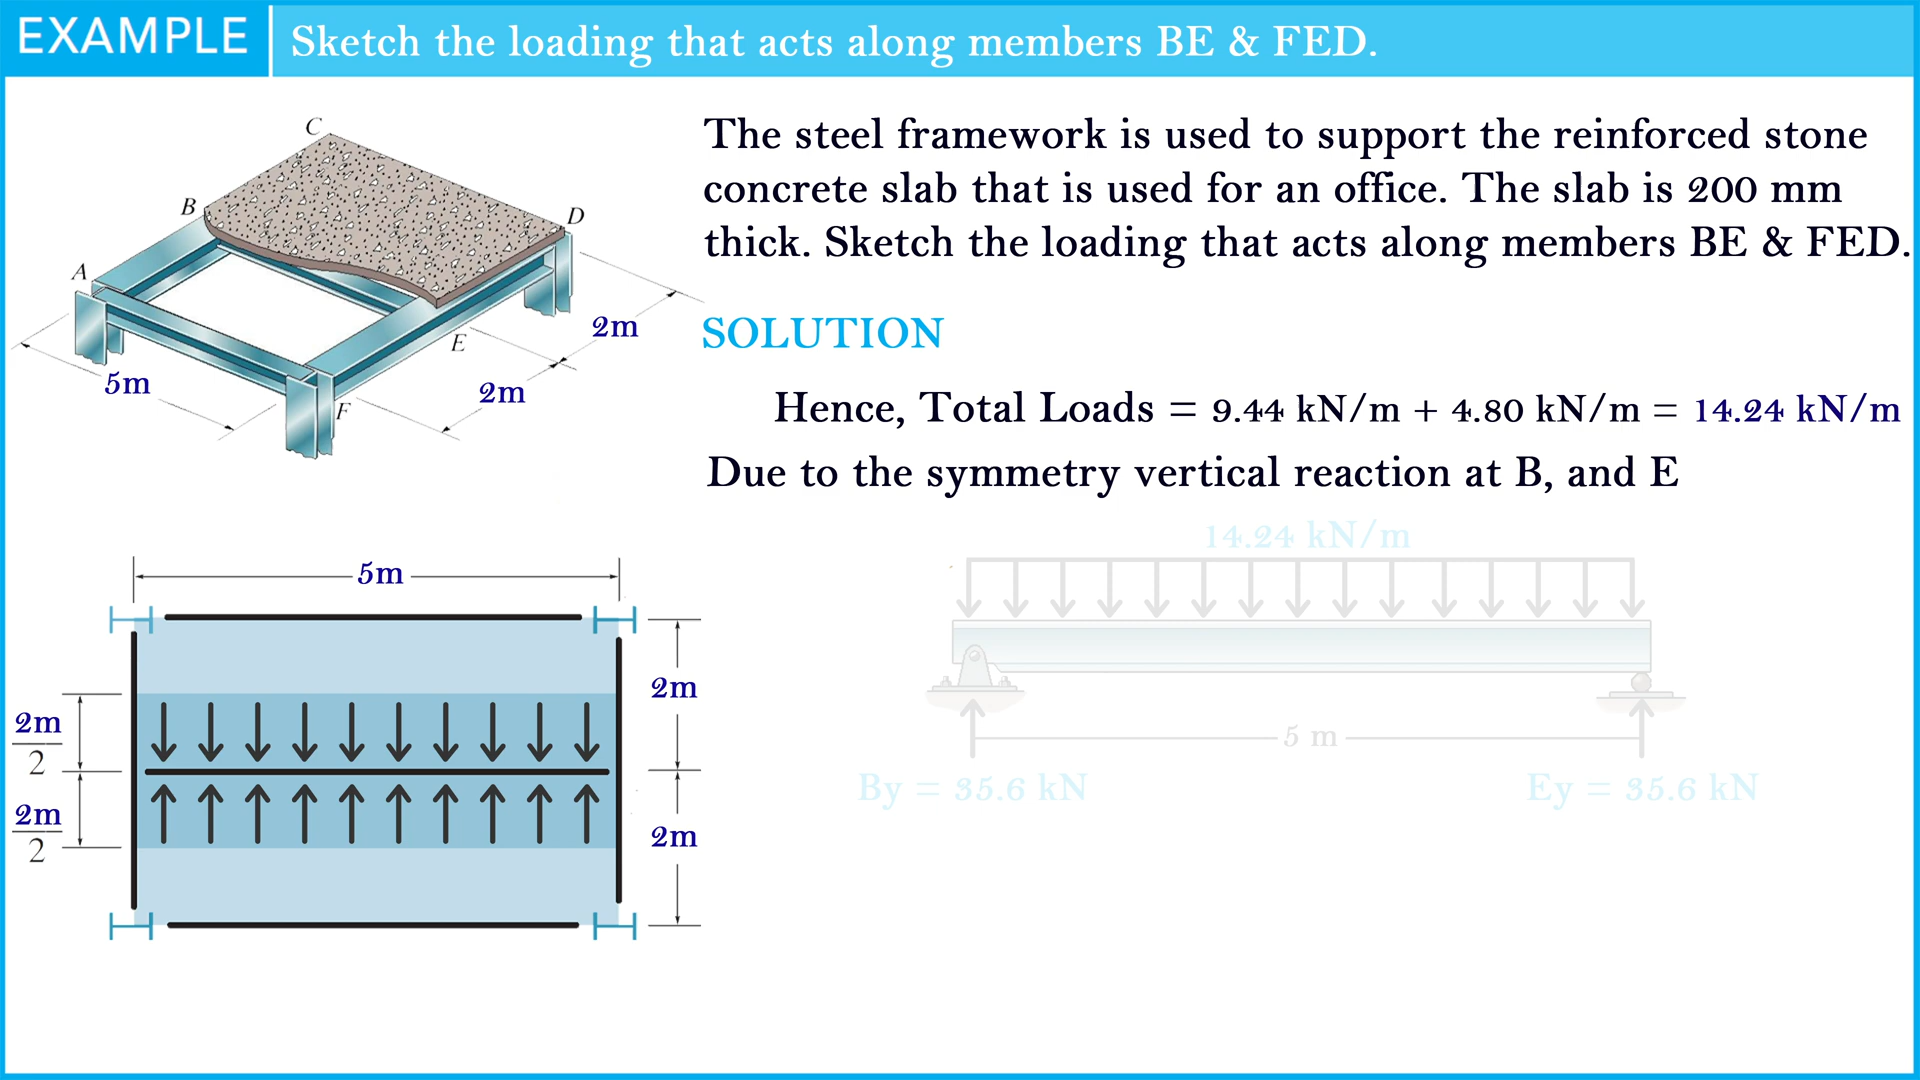 EXAMPLE
Sketch the loading that acts along members BE & FED.
The steel framework is used to support the reinforced stone
concrete slab that is used for an office. The slab is 200 mm
thick. Sketch the loading that acts along members BE & FED.
SOLUTION
Hence, Total Loads = 9.44 kN/m + 4.80 kN/m = 14.24 kN/m
Due to the symmetry vertical reaction at B, and E
C
B
D
A
E
F
2m
5m
2m
14.24 kN/m
5 m
By = 35.6 kN
Ey = 35.6 kN
5m
2m
2m
2
2m
2
2m